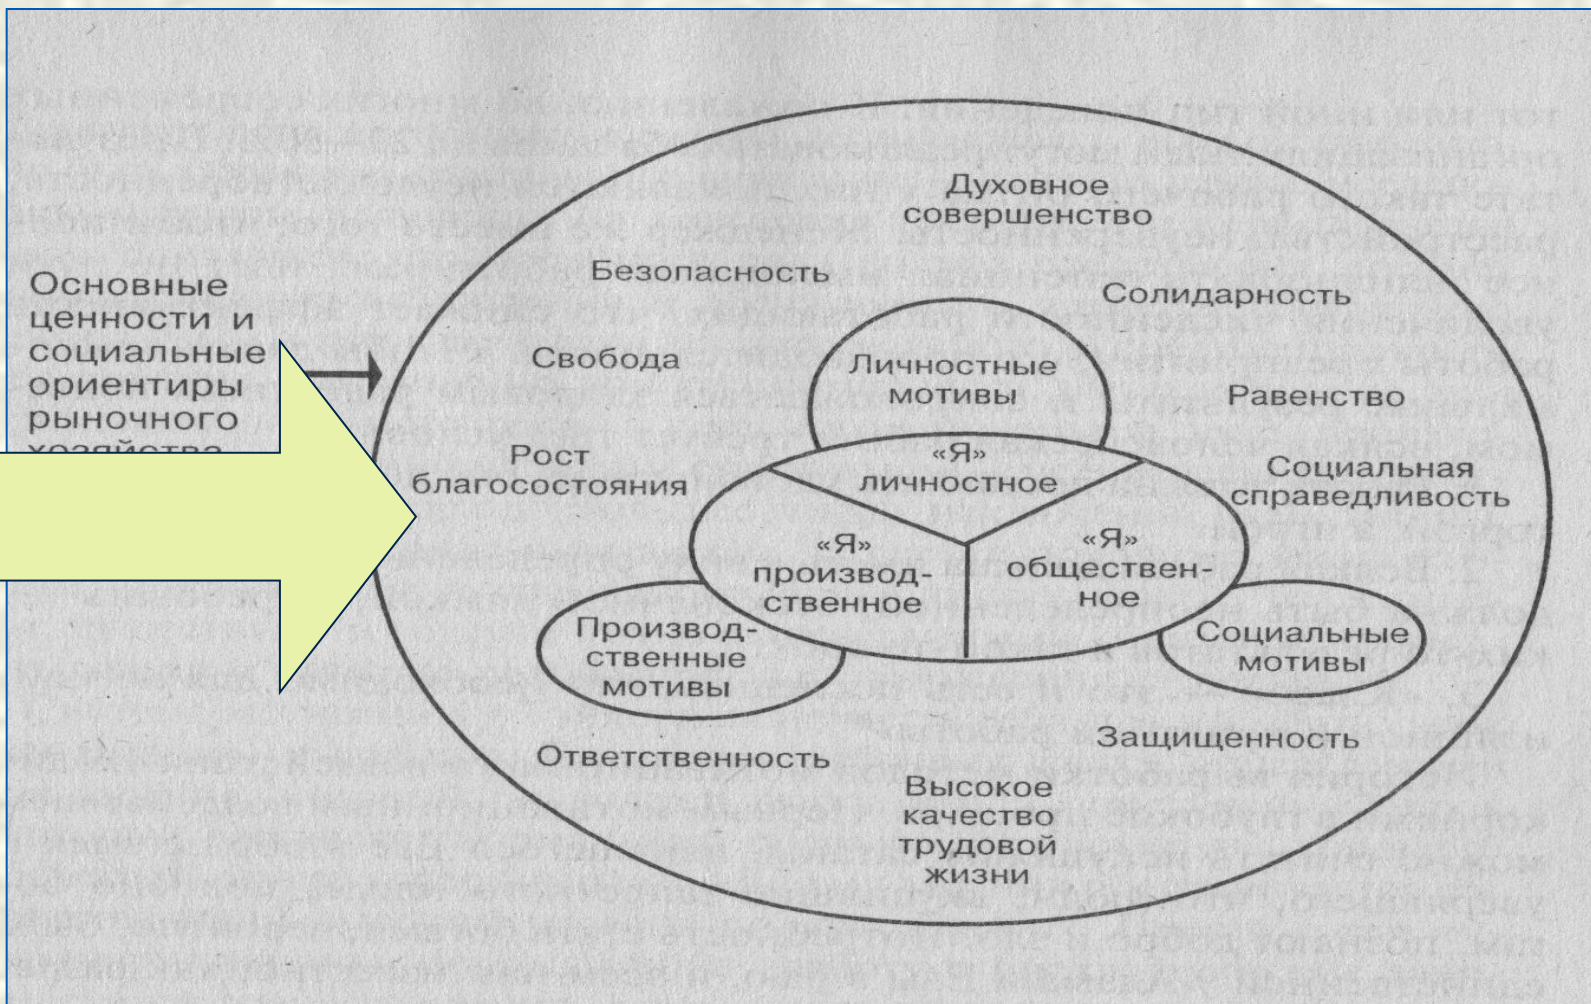 Основные
ценности и
социальные
ориентиры
рыночного
хозяйства
Духовное
совершенство
Безопасность
Солидарность
Свобода
Личностные
мотивы
Равенство
Рост
благосостояния
«Я»
личностное
Социальная
справедливость
«Я»
производ-
ственное
«Я»
обществен-
ное
Производ-
ственные
мотивы
Социальные
мотивы
Ответственность
Защищенность
Высокое
качество
трудовой
жизни